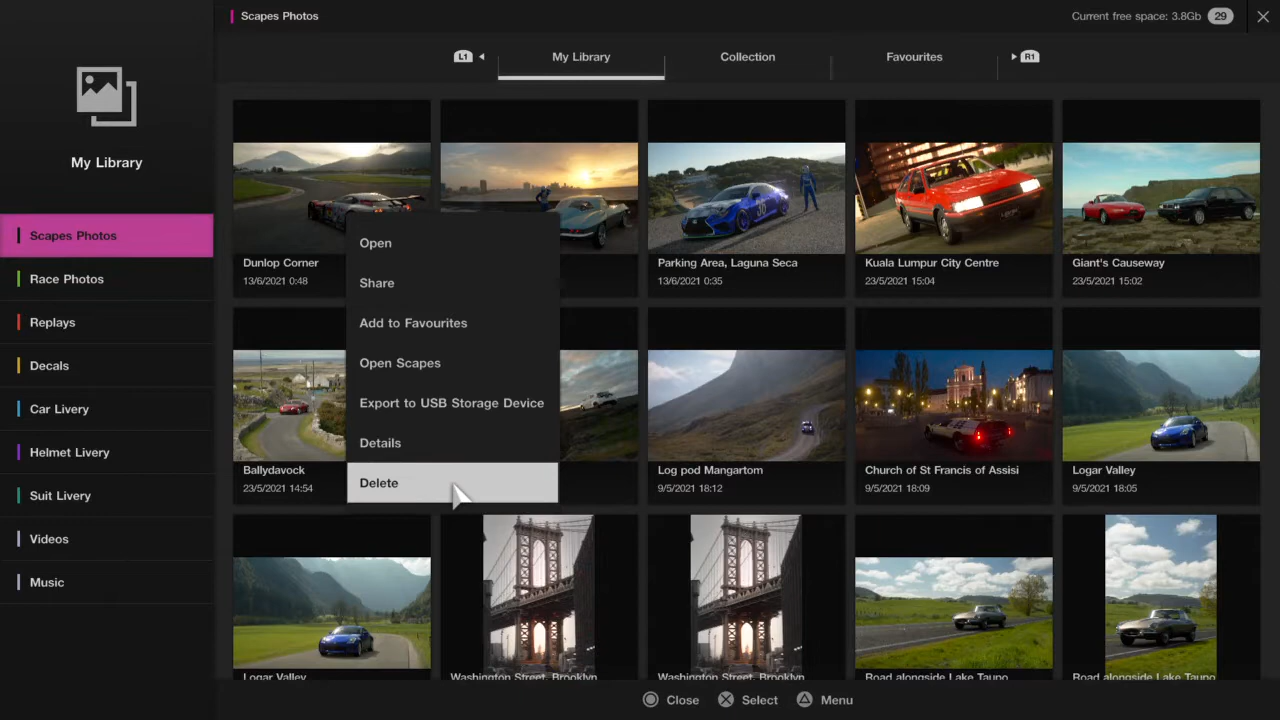 Scapes Photos
Current free space: 3.8Gb 29
L1 My Library Collection Favourites R1
My Library
Scapes Photos
Race Photos
Replays
Decals
Car Livery
Helmet Livery
Suit Livery
Videos
Music
Dunlop Corner
13/6/2021 0:48
Parking Area, Laguna Seca
13/6/2021 0:35
Kuala Lumpur City Centre
23/5/2021 15:04
Giant's Causeway
23/5/2021 15:02
Open
Share
Add to Favourites
Open Scapes
Export to USB Storage Device
Details
Delete
Ballydavock
23/5/2021 14:54
Log pod Mangartom
9/5/2021 18:12
Church of St Francis of Assisi
9/5/2021 18:09
Logar Valley
9/5/2021 18:05
Logar Valley
Washington Street, Brooklyn
Washington Street, Brooklyn
Road alongside Lake Taupo
Road alongside Lake Taupo
Close Select Menu